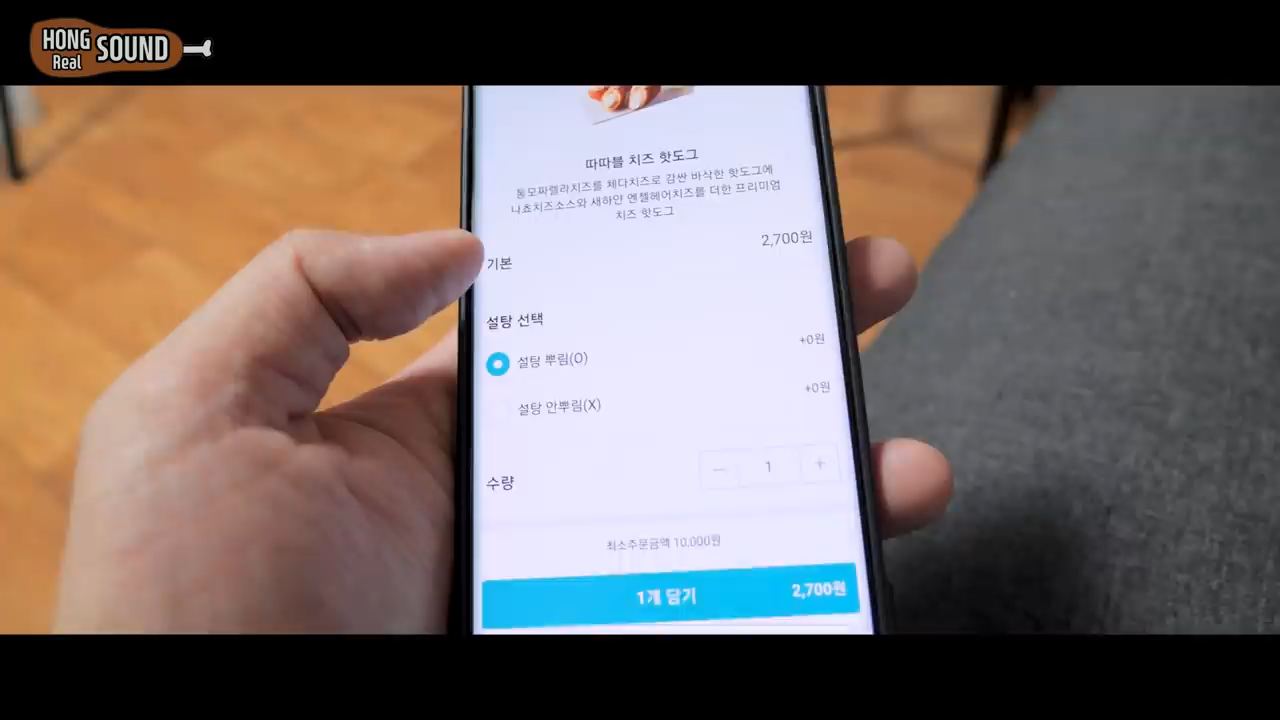 HONG
Real SOUND
따따블 치즈 핫도그
통모짜렐라치즈를 체다치즈로 감싼 바삭한 핫도그에
나쵸치즈소스와 새하얀 엔젤헤어치즈를 더한 프리미엄
치즈 핫도그
기본 2,700원
설탕 선택
설탕 뿌림(O) +0원
설탕 안뿌림(X) +0원
수량 1
최소주문금액 10,000원
1개 담기 2,700원